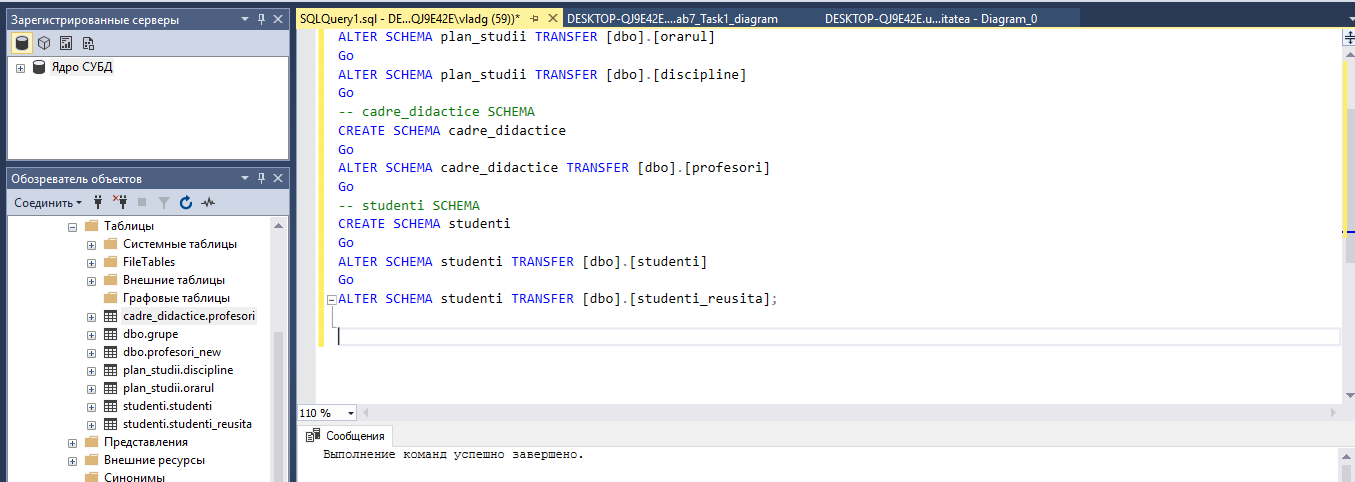 Зарегистрированные серверы
Ядро СУБД
Обозреватель объектов
Соединить
Таблицы
Системные таблицы
FileTables
Внешние таблицы
Графовые таблицы
cadre_didactice.profesori
dbo.grupe
dbo.profesori_new
plan_studii.discipline
plan_studii.orarul
studenti.studenti
studenti.studenti_reusita
Представления
Внешние ресурсы
Синонимы
SQLQuery1.sql - DE...QJ9E42E\vladg (59))*
DESKTOP-QJ9E42E....ab7_Task1_diagram
DESKTOP-QJ9E42E.u...itatea - Diagram_0
ALTER SCHEMA plan_studii TRANSFER [dbo].[orarul]
Go
ALTER SCHEMA plan_studii TRANSFER [dbo].[discipline]
Go
-- cadre_didactice SCHEMA
CREATE SCHEMA cadre_didactice
Go
ALTER SCHEMA cadre_didactice TRANSFER [dbo].[profesori]
Go
-- studenti SCHEMA
CREATE SCHEMA studenti
Go
ALTER SCHEMA studenti TRANSFER [dbo].[studenti]
Go
ALTER SCHEMA studenti TRANSFER [dbo].[studenti_reusita];
110 %
Сообщения
Выполнение команд успешно завершено.